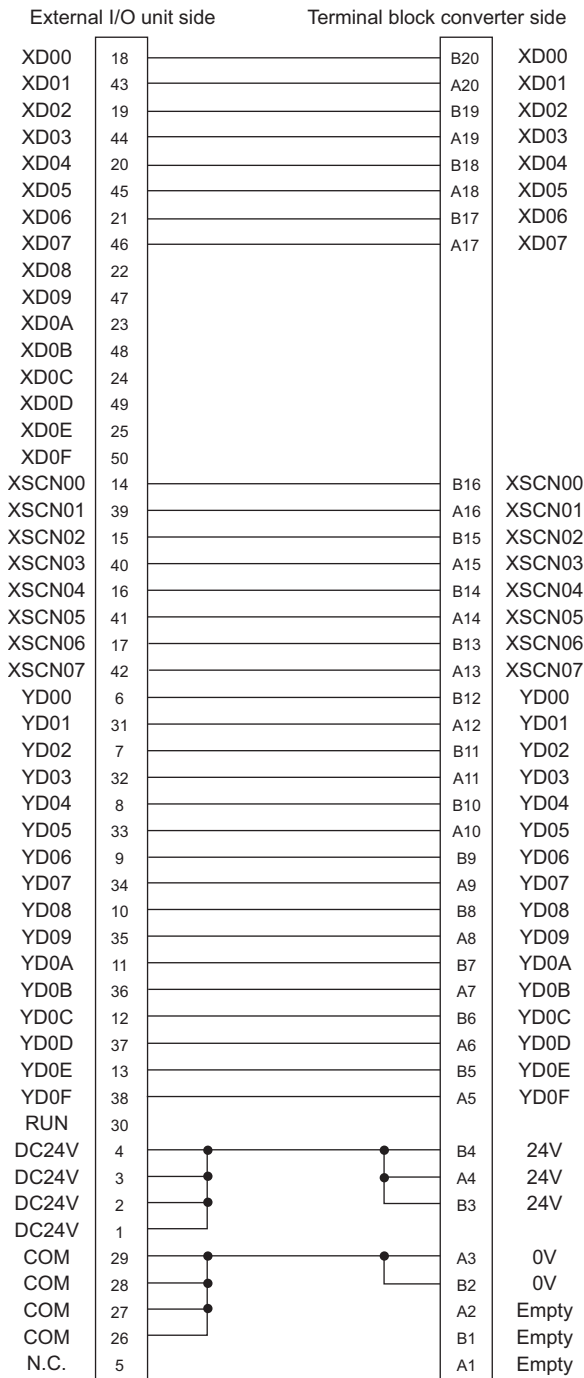 External I/O unit side Terminal block converter side
XD00 18 B20 XD00
XD01 43 A20 XD01
XD02 19 B19 XD02
XD03 44 A19 XD03
XD04 20 B18 XD04
XD05 45 A18 XD05
XD06 21 B17 XD06
XD07 46 A17 XD07
XD08 22
XD09 47
XD0A 23
XD0B 48
XD0C 24
XD0D 49
XD0E 25
XD0F 50
XSCN00 14 B16 XSCN00
XSCN01 39 A16 XSCN01
XSCN02 15 B15 XSCN02
XSCN03 40 A15 XSCN03
XSCN04 16 B14 XSCN04
XSCN05 41 A14 XSCN05
XSCN06 17 B13 XSCN06
XSCN07 42 A13 XSCN07
YD00 6 B12 YD00
YD01 31 A12 YD01
YD02 7 B11 YD02
YD03 32 A11 YD03
YD04 8 B10 YD04
YD05 33 A10 YD05
YD06 9 B9 YD06
YD07 34 A9 YD07
YD08 10 B8 YD08
YD09 35 A8 YD09
YD0A 11 B7 YD0A
YD0B 36 A7 YD0B
YD0C 12 B6 YD0C
YD0D 37 A6 YD0D
YD0E 13 B5 YD0E
YD0F 38 A5 YD0F
RUN 30
DC24V 4 B4 24V
DC24V 3 A4 24V
DC24V 2 B3 24V
DC24V 1
COM 29 A3 0V
COM 28 B2 0V
COM 27 A2 Empty
COM 26 B1 Empty
N.C. 5 A1 Empty